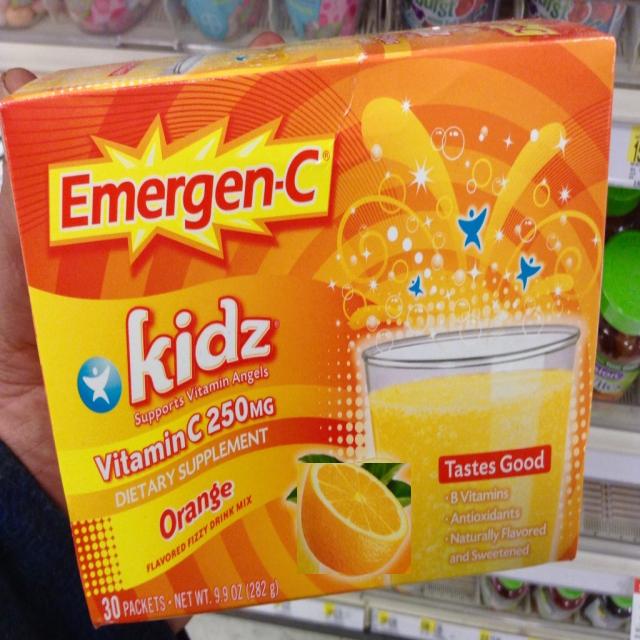 Emergen-C®
kidz
Supports Vitamin Angels
Vitamin C 250MG
DIETARY SUPPLEMENT
Orange
FLAVORED FIZZY DRINK MIX
30 PACKETS • NET WT. 9.9 OZ (282 g)
Tastes Good
• B Vitamins
• Antioxidants
• Naturally Flavored
and Sweetened